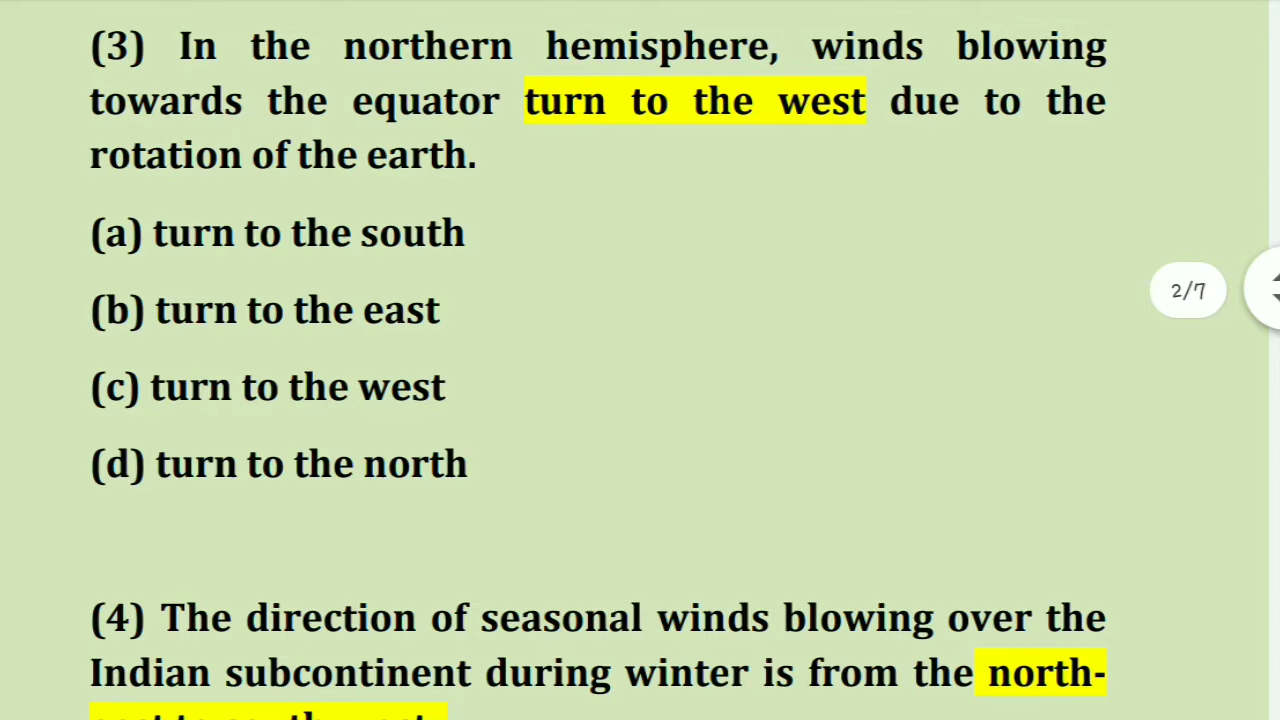 (3) In the northern hemisphere, winds blowing
towards the equator turn to the west due to the
rotation of the earth.
(a) turn to the south
(b) turn to the east
(c) turn to the west
(d) turn to the north
2/7
(4) The direction of seasonal winds blowing over the
Indian subcontinent during winter is from the north-